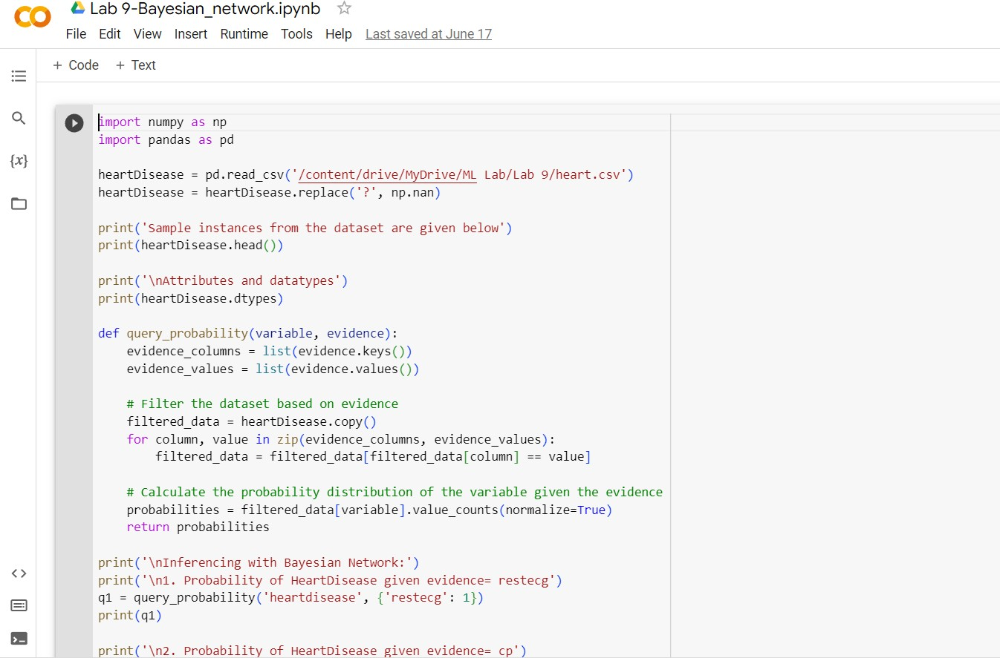 Lab 9-Bayesian_network.ipynb
File Edit View Insert Runtime Tools Help Last saved at June 17
+ Code + Text
{x}
import numpy as np
import pandas as pd
heartDisease = pd.read_csv('/content/drive/MyDrive/ML Lab/Lab 9/heart.csv')
heartDisease = heartDisease.replace('?', np.nan)
print('Sample instances from the dataset are given below')
print(heartDisease.head())
print('\nAttributes and datatypes')
print(heartDisease.dtypes)
def query_probability(variable, evidence):
    evidence_columns = list(evidence.keys())
    evidence_values = list(evidence.values())
    # Filter the dataset based on evidence
    filtered_data = heartDisease.copy()
    for column, value in zip(evidence_columns, evidence_values):
        filtered_data = filtered_data[filtered_data[column] == value]
    # Calculate the probability distribution of the variable given the evidence
    probabilities = filtered_data[variable].value_counts(normalize=True)
    return probabilities
print('\nInferencing with Bayesian Network:')
print('\n1. Probability of HeartDisease given evidence= restecg')
q1 = query_probability('heartdisease', {'restecg': 1})
print(q1)
print('\n2. Probability of HeartDisease given evidence= cp')